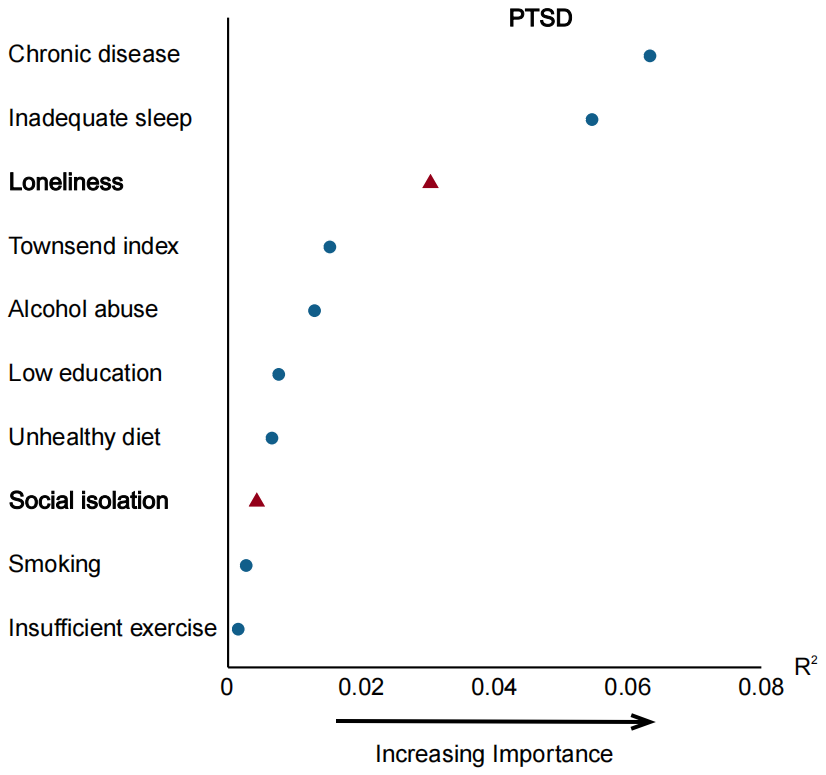 PTSD
Chronic disease
Inadequate sleep
Loneliness
Townsend index
Alcohol abuse
Low education
Unhealthy diet
Social isolation
Smoking
Insufficient exercise
R²
0 0.02 0.04 0.06 0.08
Increasing Importance